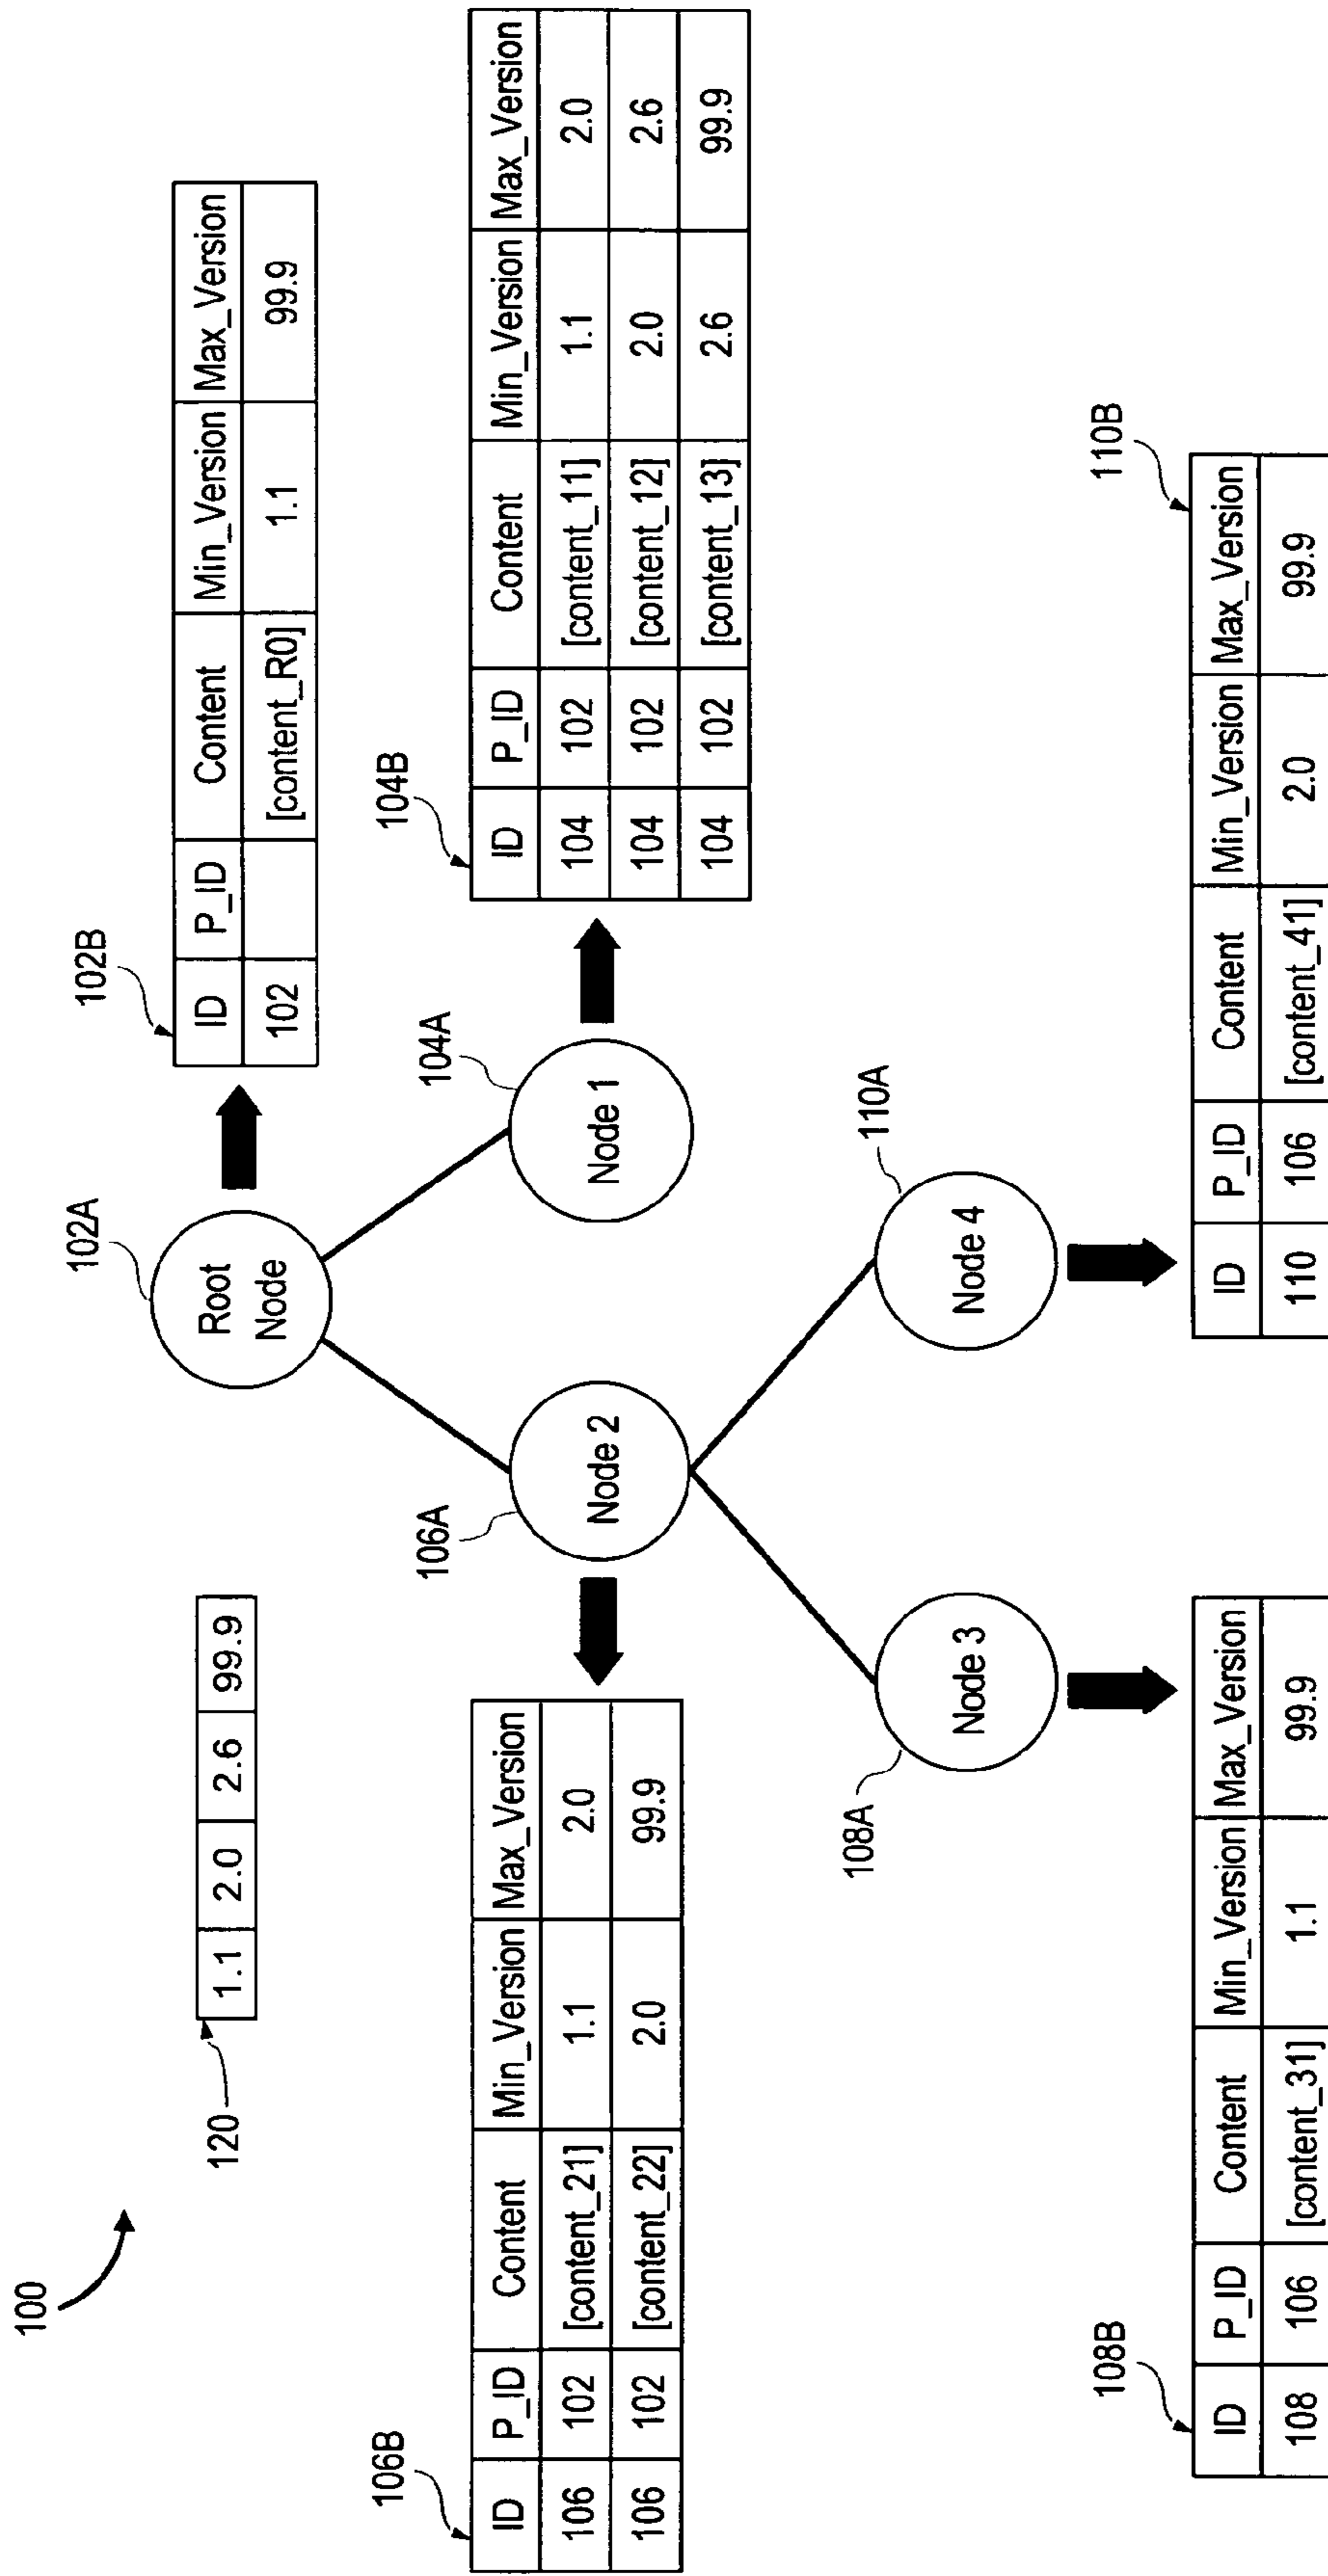 100
120
1.1 2.0 2.6 99.9
102A
Root
Node
102B
ID P_ID Content Min_Version Max_Version
102 [content_R0] 1.1 99.9
106B
ID P_ID Content Min_Version Max_Version
106 102 [content_21] 1.1 2.0
106 102 [content_22] 2.0 99.9
106A
Node 2
104A
Node 1
104B
ID P_ID Content Min_Version Max_Version
104 102 [content_11] 1.1 2.0
104 102 [content_12] 2.0 2.6
104 102 [content_13] 2.6 99.9
108A
Node 3
110A
Node 4
108B
ID P_ID Content Min_Version Max_Version
108 106 [content_31] 1.1 99.9
110B
ID P_ID Content Min_Version Max_Version
110 106 [content_41] 2.0 99.9